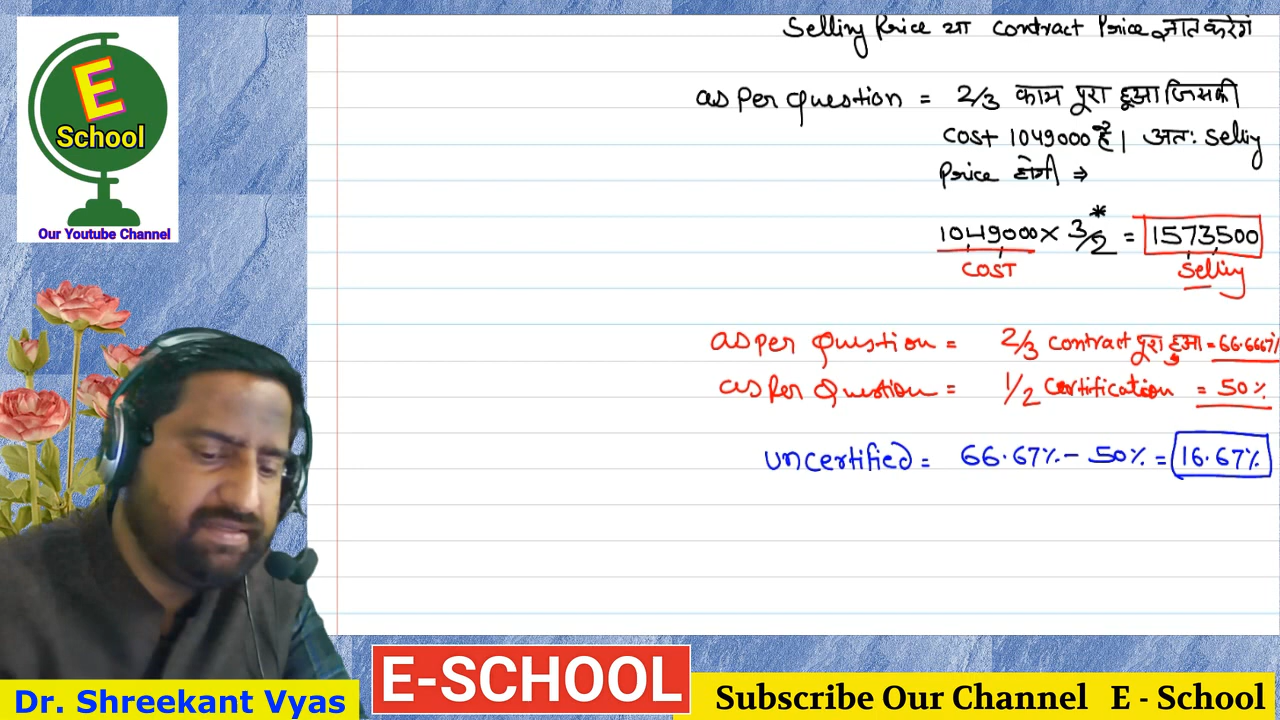 E
School
Our Youtube Channel
Selling Price या contract Price ज्ञात करेंगे
as per question = 2/3 काम पूरा हुआ जिसकी
cost 1049000 है। अतः selling
price होगी ⇒
1049000 × 3/2 * = 1573500
cost selling
as per question = 2/3 contract पूरा हुआ = 66.6667%
as per question = 1/2 certification = 50%
uncertified = 66.67% - 50% = 16.67%
E-SCHOOL
Dr. Shreekant Vyas
Subscribe Our Channel E - School